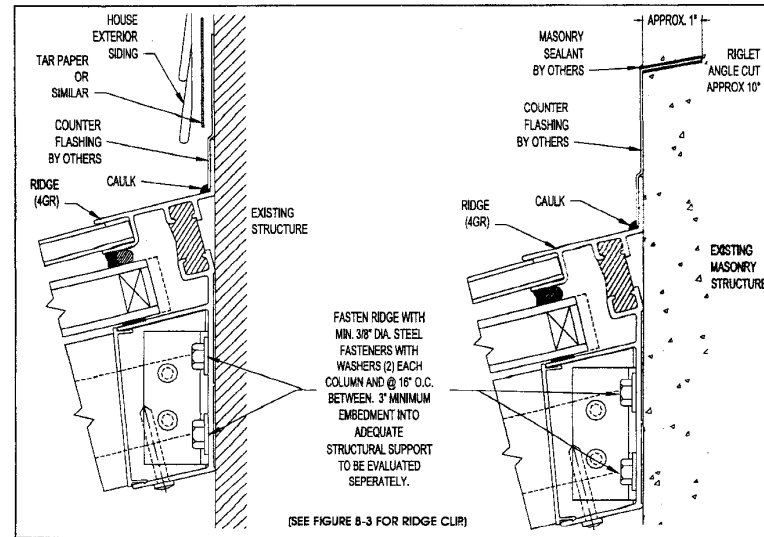 HOUSE
EXTERIOR
SIDING
TAR PAPER
OR
SIMILAR
COUNTER
FLASHING
BY OTHERS
CAULK
RIDGE
(4GR)
EXISTING
STRUCTURE
FASTEN RIDGE WITH
MIN. 3/8" DIA. STEEL
FASTENERS WITH
WASHERS (2) EACH
COLUMN AND @ 16" O.C.
BETWEEN. 3" MINIMUM
EMBEDMENT INTO
ADEQUATE
STRUCTURAL SUPPORT
TO BE EVALUATED
SEPERATELY.
(SEE FIGURE 8-3 FOR RIDGE CLIP)
APPROX. 1"
MASONRY
SEALANT
BY OTHERS
RIGLET
ANGLE CUT
APPROX 10°
COUNTER
FLASHING
BY OTHERS
CAULK
RIDGE
(4GR)
EXISTING
MASONRY
STRUCTURE